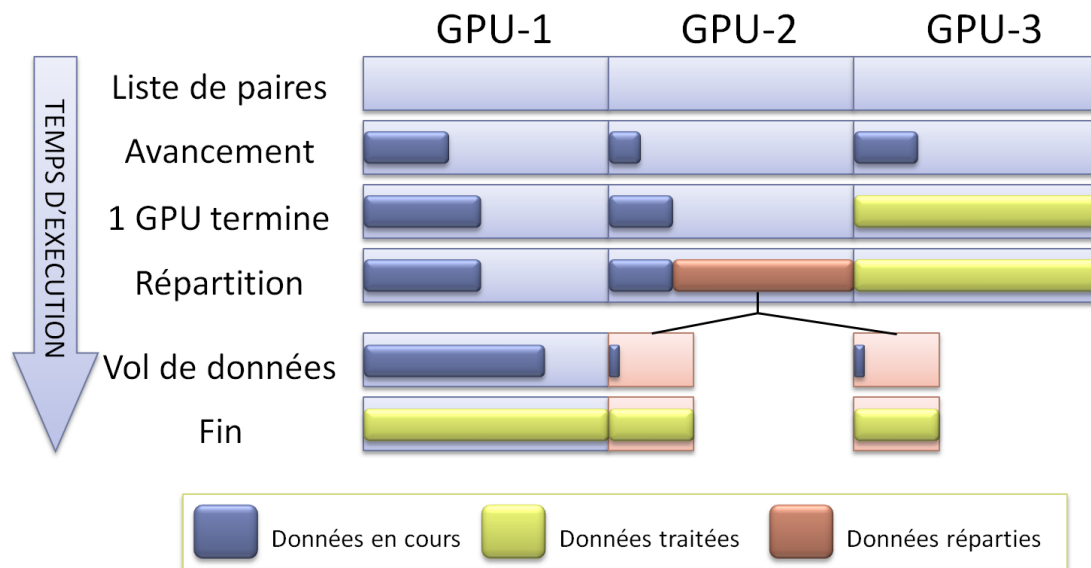 GPU-1 GPU-2 GPU-3
TEMPS D'EXECUTION
Liste de paires
Avancement
1 GPU termine
Répartition
Vol de données
Fin
Données en cours
Données traitées
Données réparties